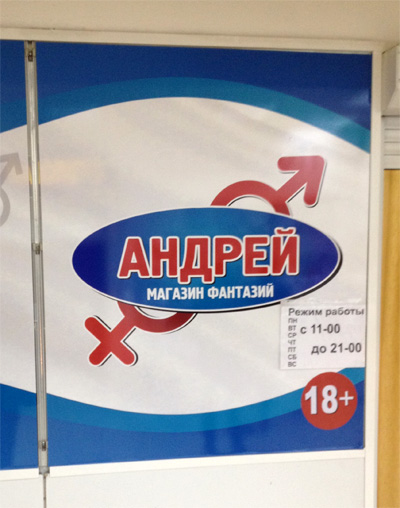 АНДРЕЙ
МАГАЗИН ФАНТАЗИЙ
Режим работы
ПН
ВТ
СР
ЧТ
ПТ
СБ
ВС
с 11-00
до 21-00
18+